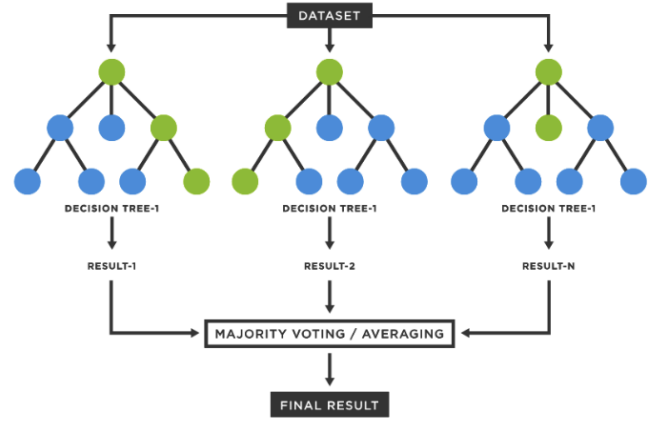 DATASET
DECISION TREE-1
DECISION TREE-1
DECISION TREE-1
RESULT-1
RESULT-2
RESULT-N
MAJORITY VOTING / AVERAGING
FINAL RESULT